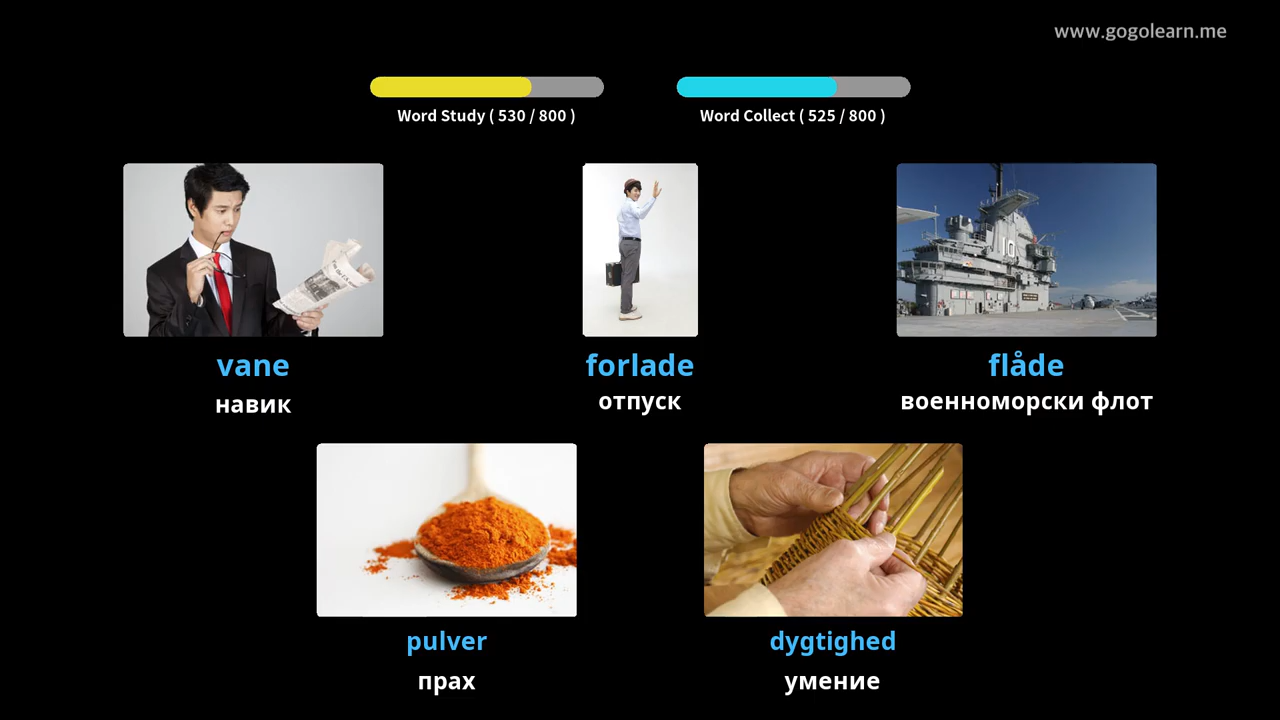 www.gogolearn.me
Word Study ( 530 / 800 )
Word Collect ( 525 / 800 )
10
vane
навик
forlade
отпуск
flåde
военноморски флот
pulver
прах
dygtighed
умение